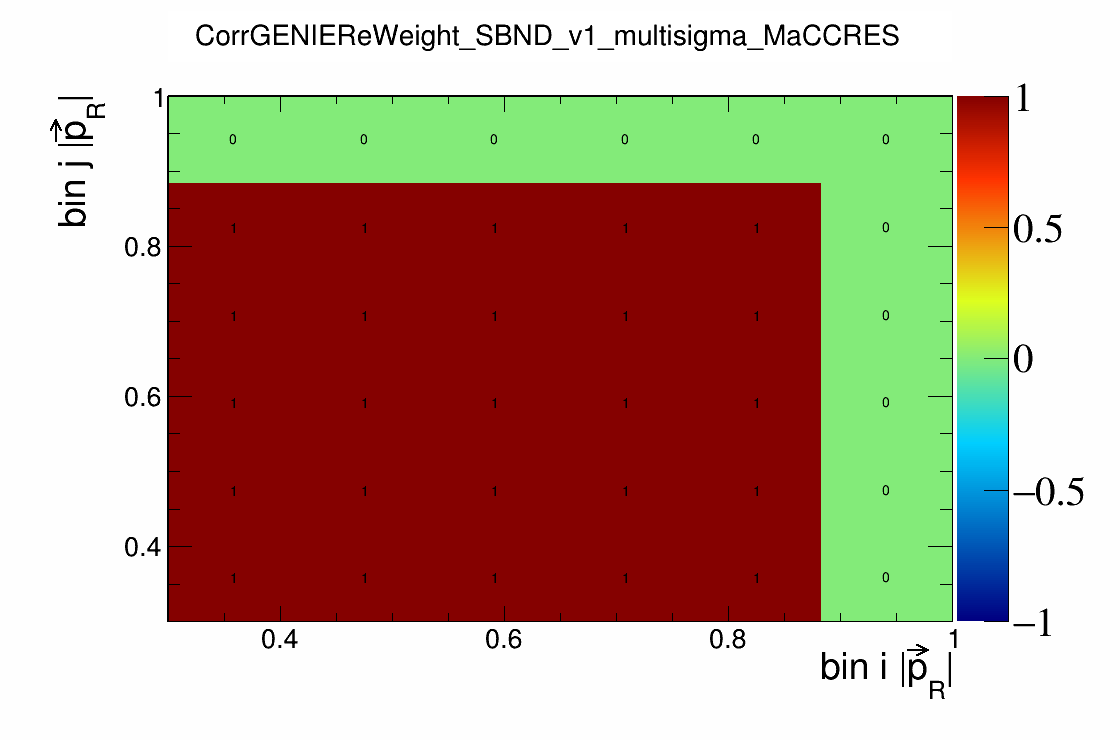 CorrGENIEReWeight_SBND_v1_multisigma_MaCCRES
bin j |p⃗_R|
1
0.8
0.6
0.4
0 0 0 0 0 0
1 1 1 1 1 0
1 1 1 1 1 0
1 1 1 1 1 0
1 1 1 1 1 0
1 1 1 1 1 0
0.4 0.6 0.8 1
bin i |p⃗_R|
1
0.5
0
−0.5
−1